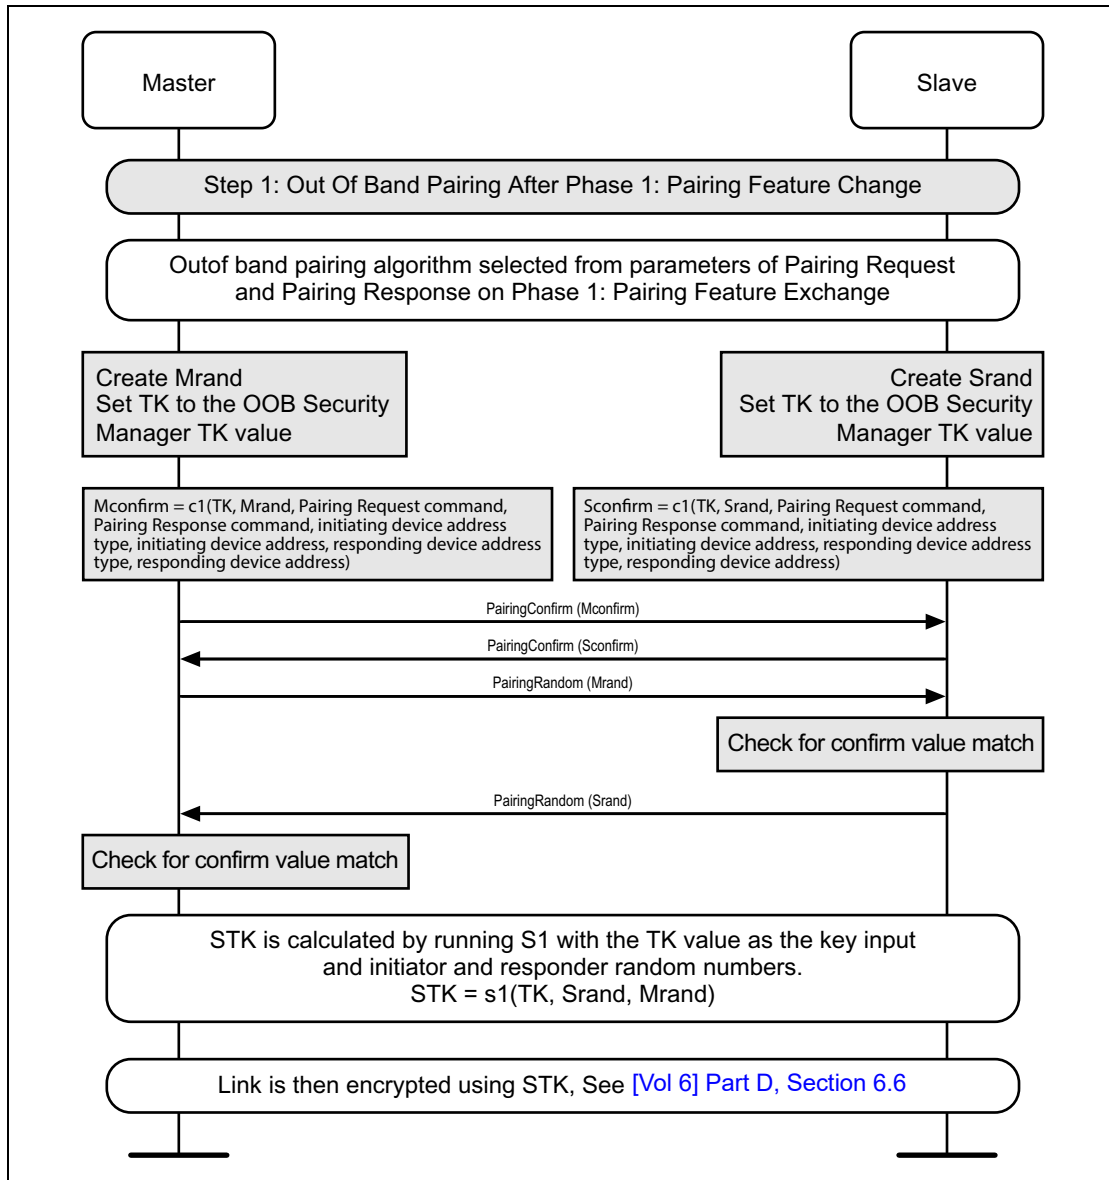 Master
Slave
Step 1: Out Of Band Pairing After Phase 1: Pairing Feature Change
Outof band pairing algorithm selected from parameters of Pairing Request
and Pairing Response on Phase 1: Pairing Feature Exchange
Create Mrand
Set TK to the OOB Security
Manager TK value
Create Srand
Set TK to the OOB Security
Manager TK value
Mconfirm = c1(TK, Mrand, Pairing Request command,
Pairing Response command, initiating device address
type, initiating device address, responding device address
type, responding device address)
Sconfirm = c1(TK, Srand, Pairing Request command,
Pairing Response command, initiating device address
type, initiating device address, responding device address
type, responding device address)
PairingConfirm (Mconfirm)
PairingConfirm (Sconfirm)
PairingRandom (Mrand)
Check for confirm value match
PairingRandom (Srand)
Check for confirm value match
STK is calculated by running S1 with the TK value as the key input
and initiator and responder random numbers.
STK = s1(TK, Srand, Mrand)
Link is then encrypted using STK, See [Vol 6] Part D, Section 6.6